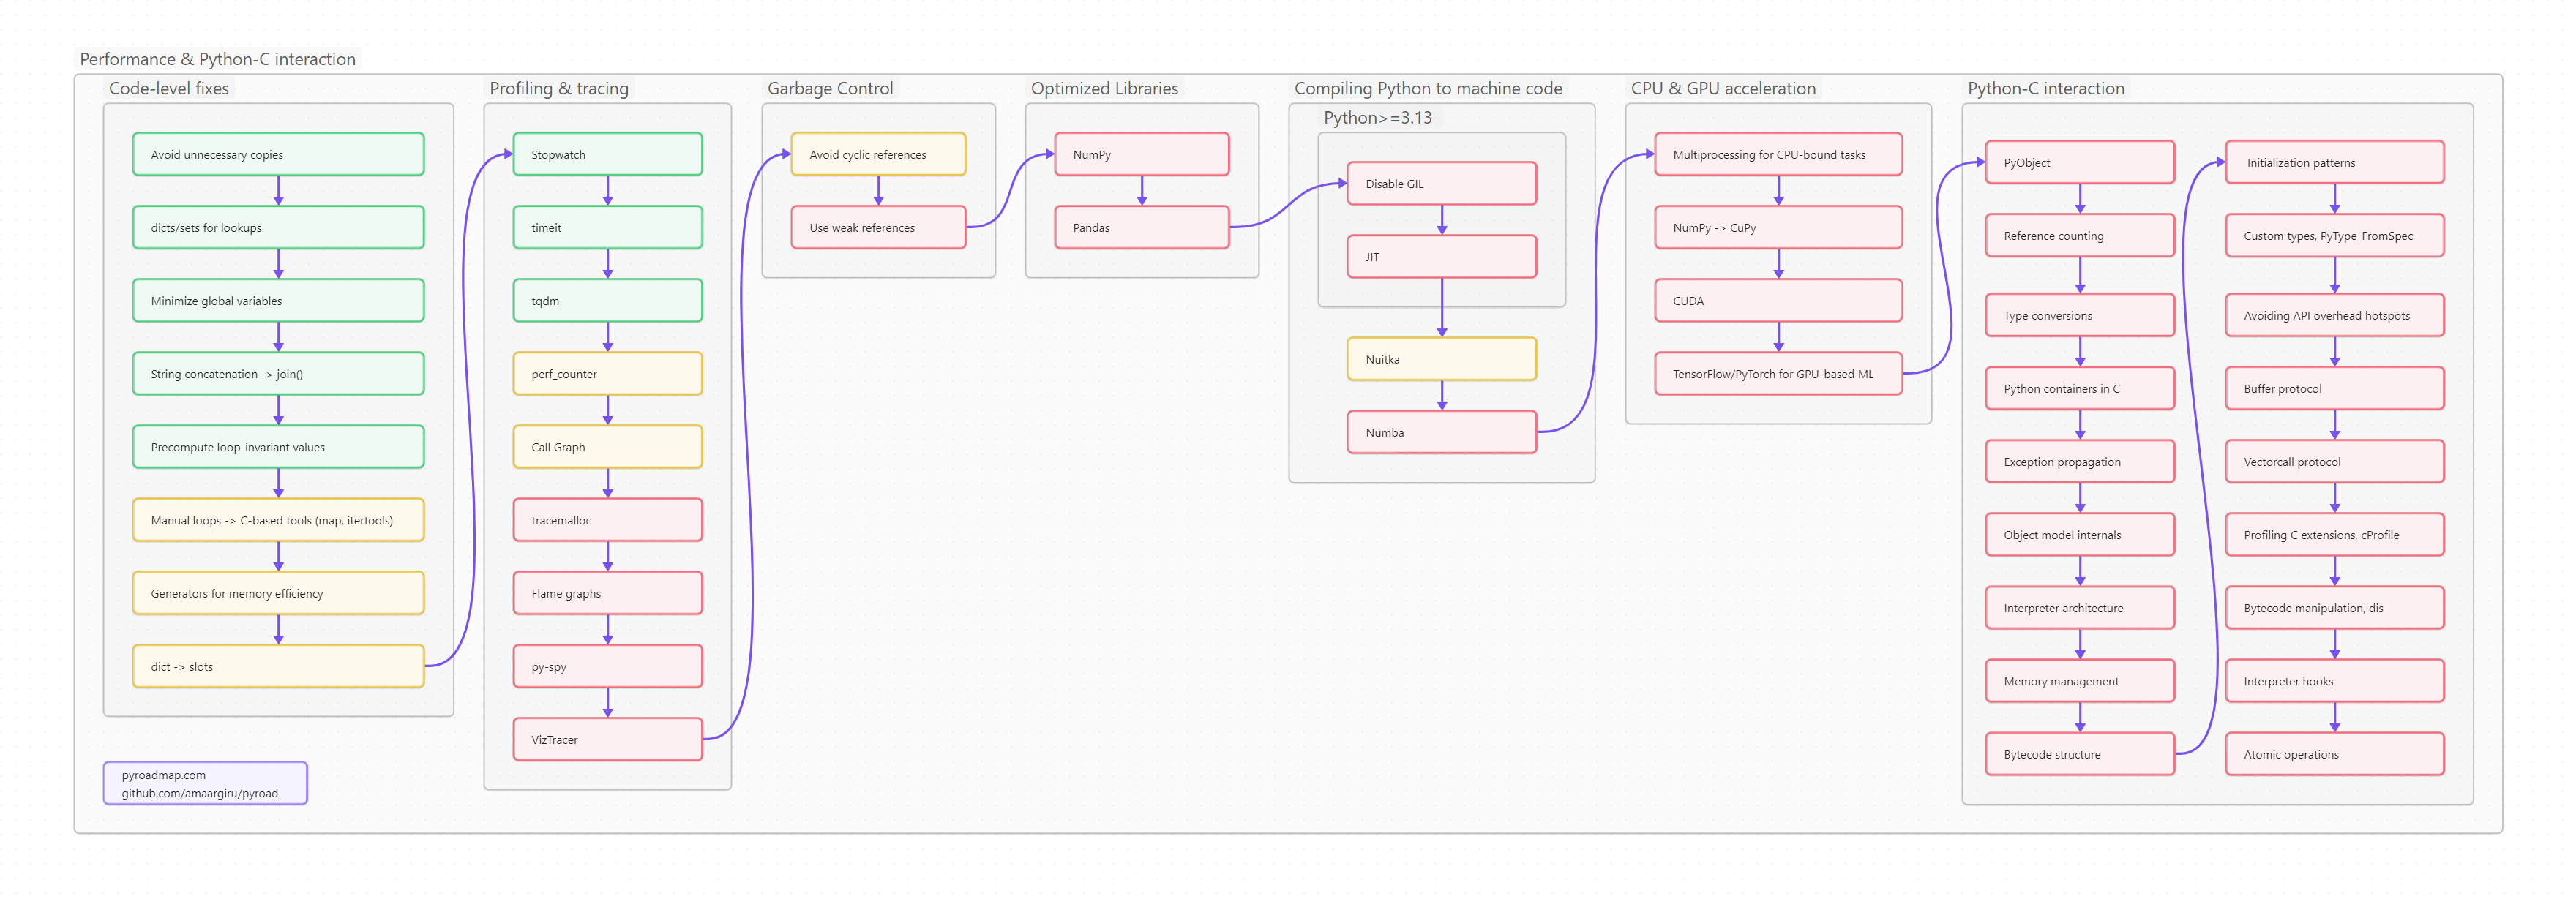 Performance & Python-C interaction
Code-level fixes
Avoid unnecessary copies
dicts/sets for lookups
Minimize global variables
String concatenation -> join()
Precompute loop-invariant values
Manual loops -> C-based tools (map, itertools)
Generators for memory efficiency
dict -> slots
pyroadmap.com
github.com/amaargiru/pyroad
Profiling & tracing
Stopwatch
timeit
tqdm
perf_counter
Call Graph
tracemalloc
Flame graphs
py-spy
VizTracer
Garbage Control
Avoid cyclic references
Use weak references
Optimized Libraries
NumPy
Pandas
Compiling Python to machine code
Python>=3.13
Disable GIL
JIT
Nuitka
Numba
CPU & GPU acceleration
Multiprocessing for CPU-bound tasks
NumPy -> CuPy
CUDA
TensorFlow/PyTorch for GPU-based ML
Python-C interaction
PyObject
Reference counting
Type conversions
Python containers in C
Exception propagation
Object model internals
Interpreter architecture
Memory management
Bytecode structure
Initialization patterns
Custom types, PyType_FromSpec
Avoiding API overhead hotspots
Buffer protocol
Vectorcall protocol
Profiling C extensions, cProfile
Bytecode manipulation, dis
Interpreter hooks
Atomic operations